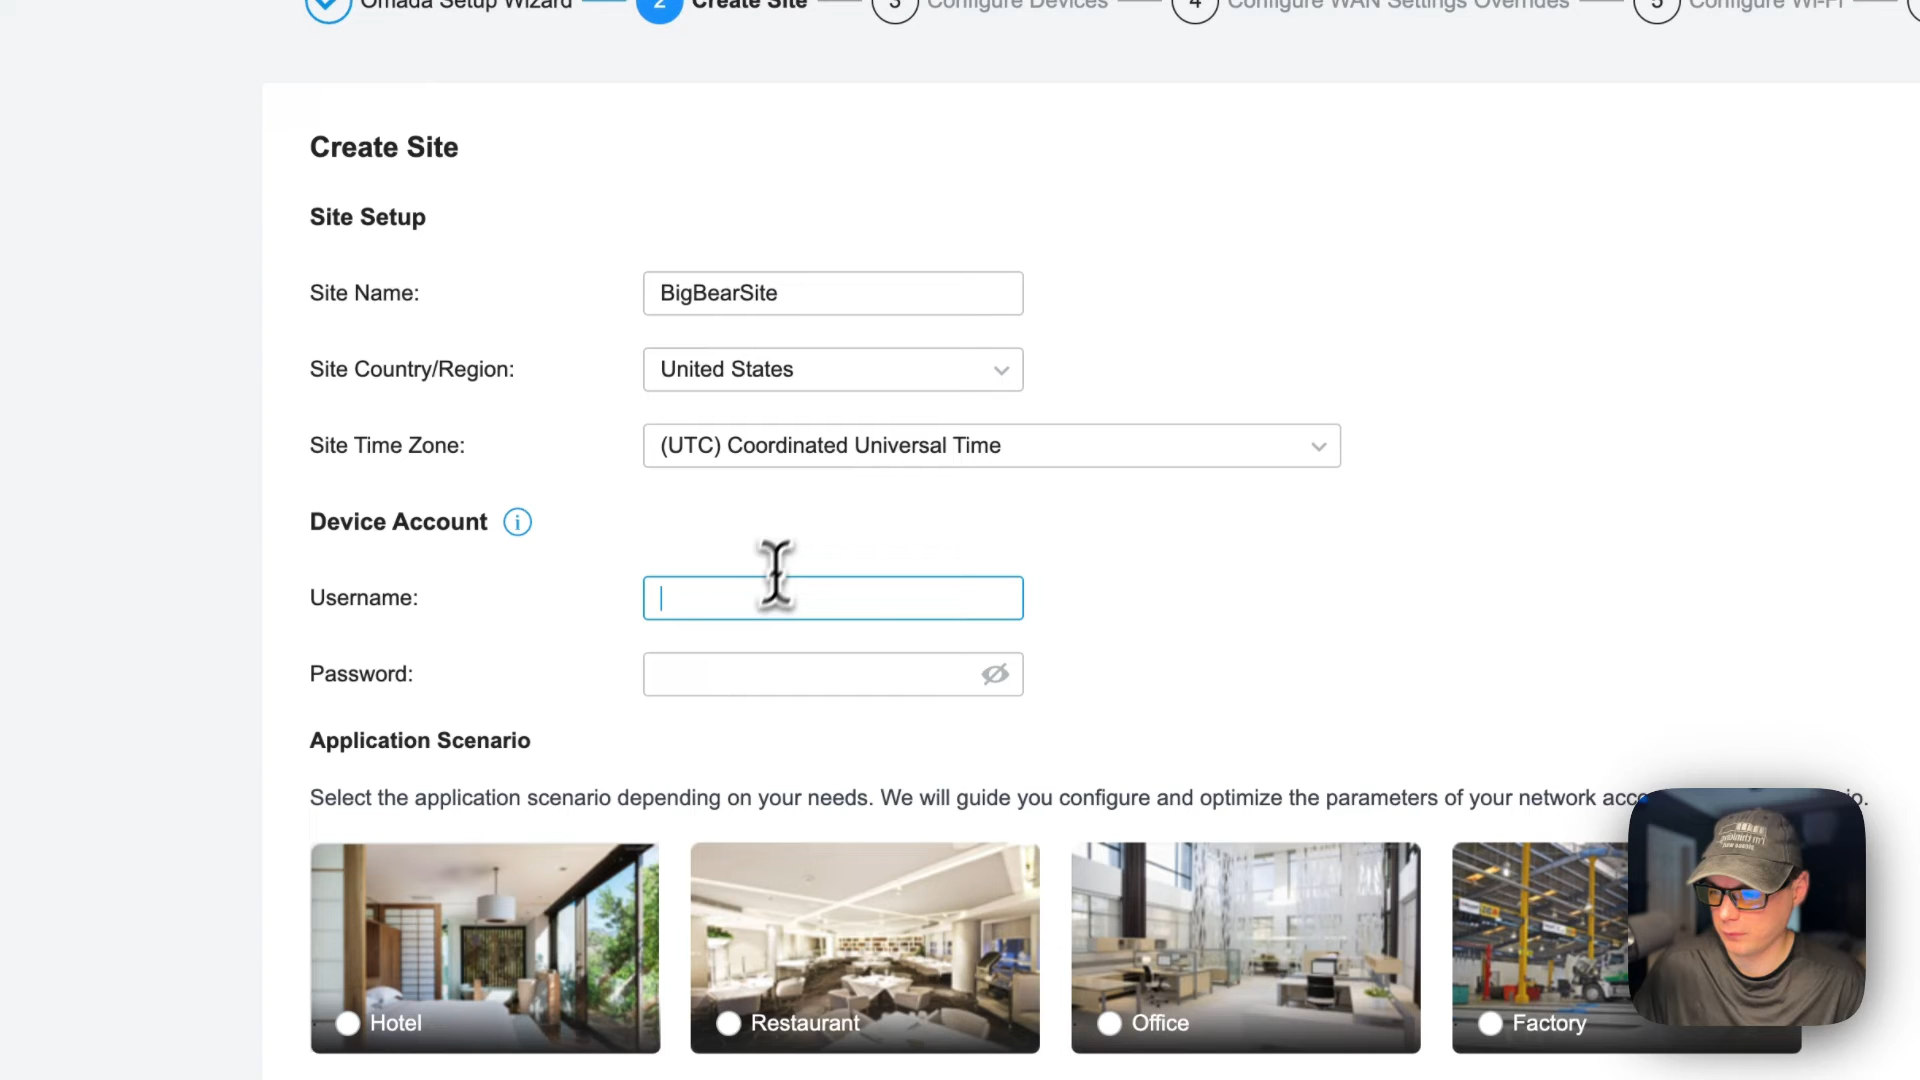 Omada Setup Wizard
2 Create Site
3 Configure Devices
4 Configure WAN Settings Overrides
5 Configure Wi-Fi
Create Site
Site Setup
Site Name: BigBearSite
Site Country/Region: United States
Site Time Zone: (UTC) Coordinated Universal Time
Device Account
Username:
Password:
Application Scenario
Select the application scenario depending on your needs. We will guide you configure and optimize the parameters of your network
Hotel
Restaurant
Office
Factory